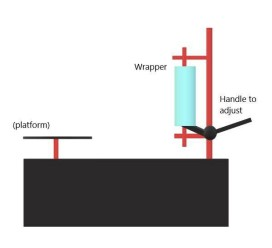 Wrapper
Handle to
adjust
(platform)